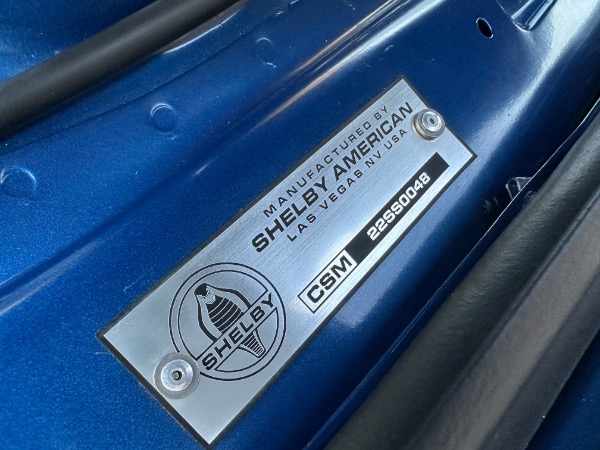 MANUFACTURED BY
SHELBY AMERICAN
LAS VEGAS NV USA
CSM 22SS0048
SHELBY